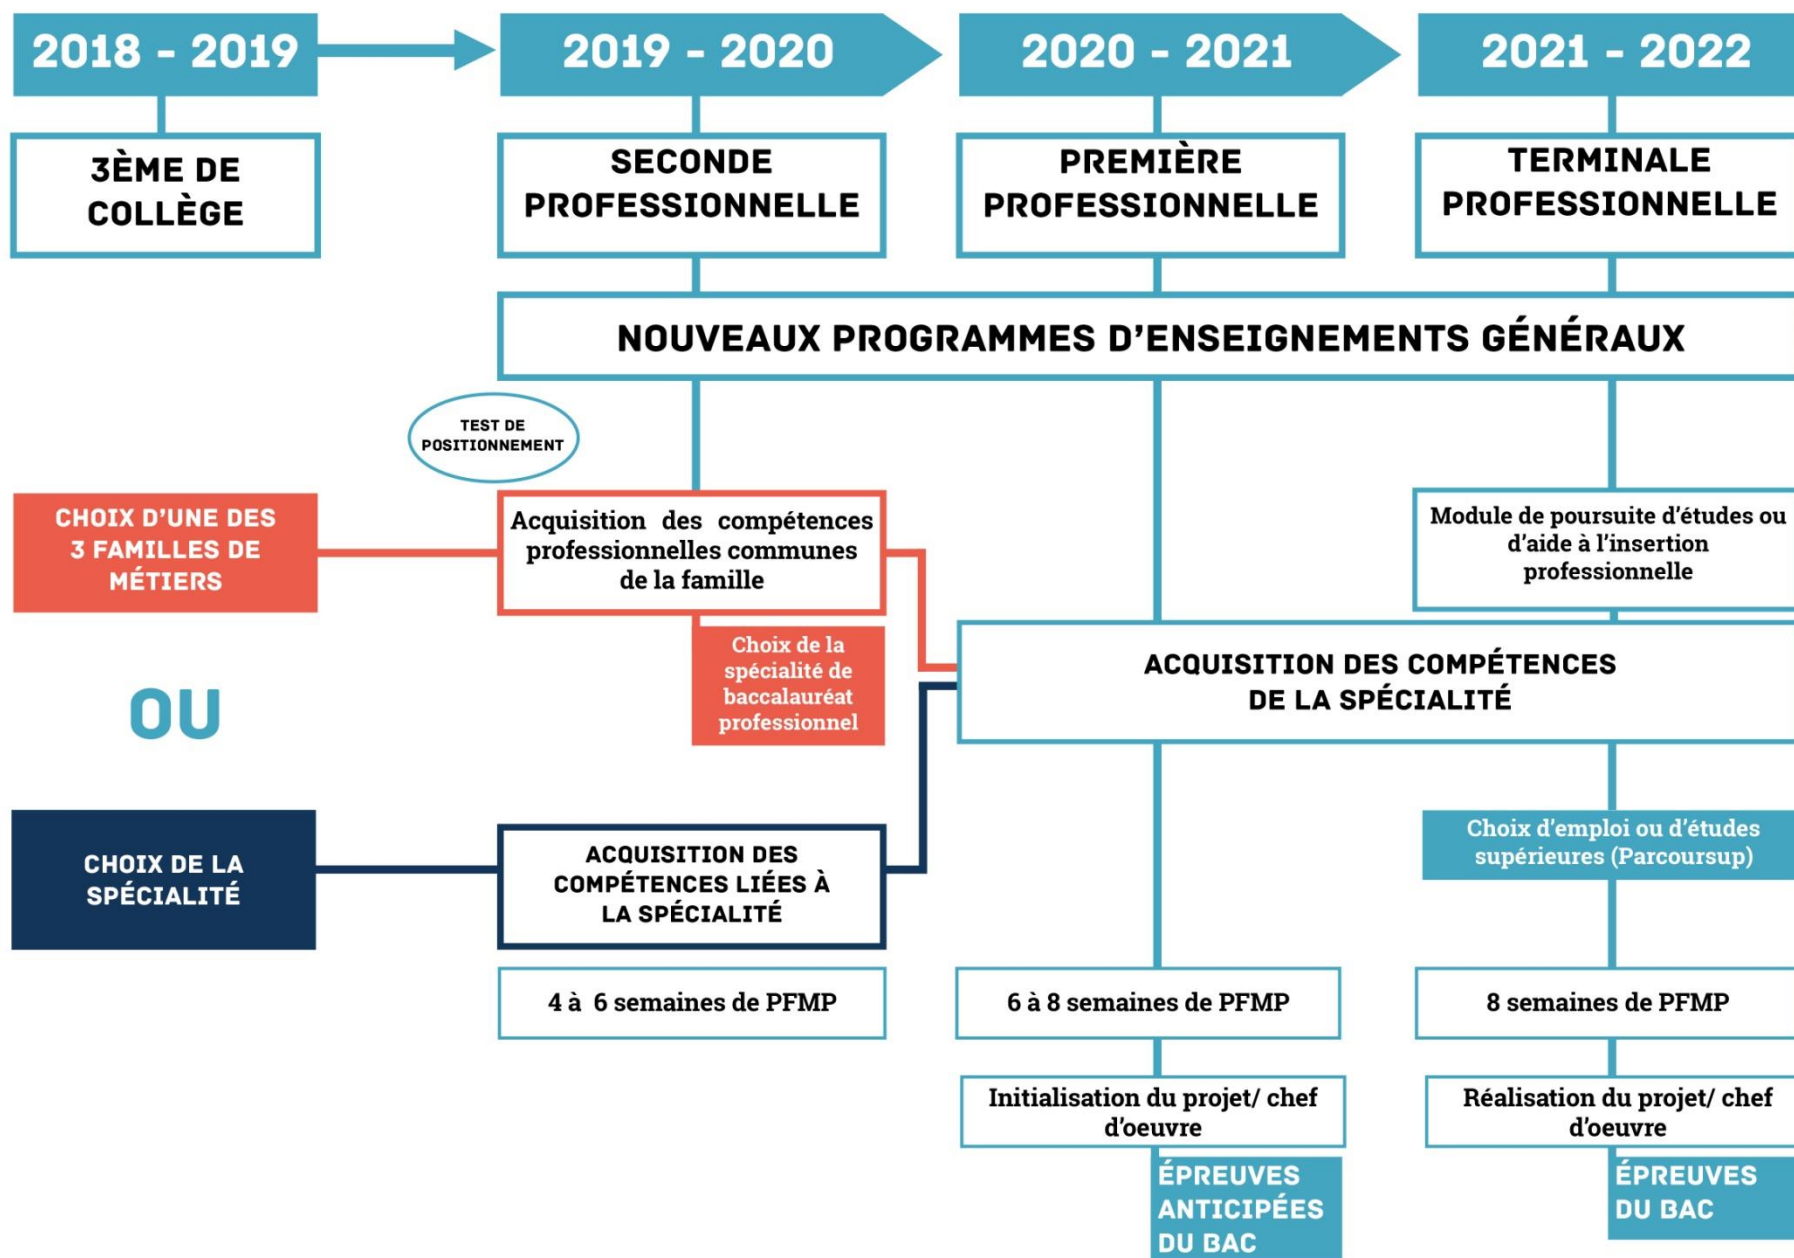 2018 - 2019
2019 - 2020
2020 - 2021
2021 - 2022
3ÈME DE
COLLÈGE
SECONDE
PROFESSIONNELLE
PREMIÈRE
PROFESSIONNELLE
TERMINALE
PROFESSIONNELLE
NOUVEAUX PROGRAMMES D'ENSEIGNEMENTS GÉNÉRAUX
TEST DE
POSITIONNEMENT
CHOIX D'UNE DES
3 FAMILLES DE
MÉTIERS
Acquisition des compétences
professionnelles communes
de la famille
Module de poursuite d'études ou
d'aide à l'insertion
professionnelle
Choix de la
spécialité de
baccalauréat
professionnel
ACQUISITION DES COMPÉTENCES
DE LA SPÉCIALITÉ
OU
CHOIX DE LA
SPÉCIALITÉ
ACQUISITION DES
COMPÉTENCES LIÉES À
LA SPÉCIALITÉ
Choix d'emploi ou d'études
supérieures (Parcoursup)
4 à 6 semaines de PFMP
6 à 8 semaines de PFMP
8 semaines de PFMP
Initialisation du projet/ chef
d'oeuvre
Réalisation du projet/ chef
d'oeuvre
ÉPREUVES
ANTICIPÉES
DU BAC
ÉPREUVES
DU BAC